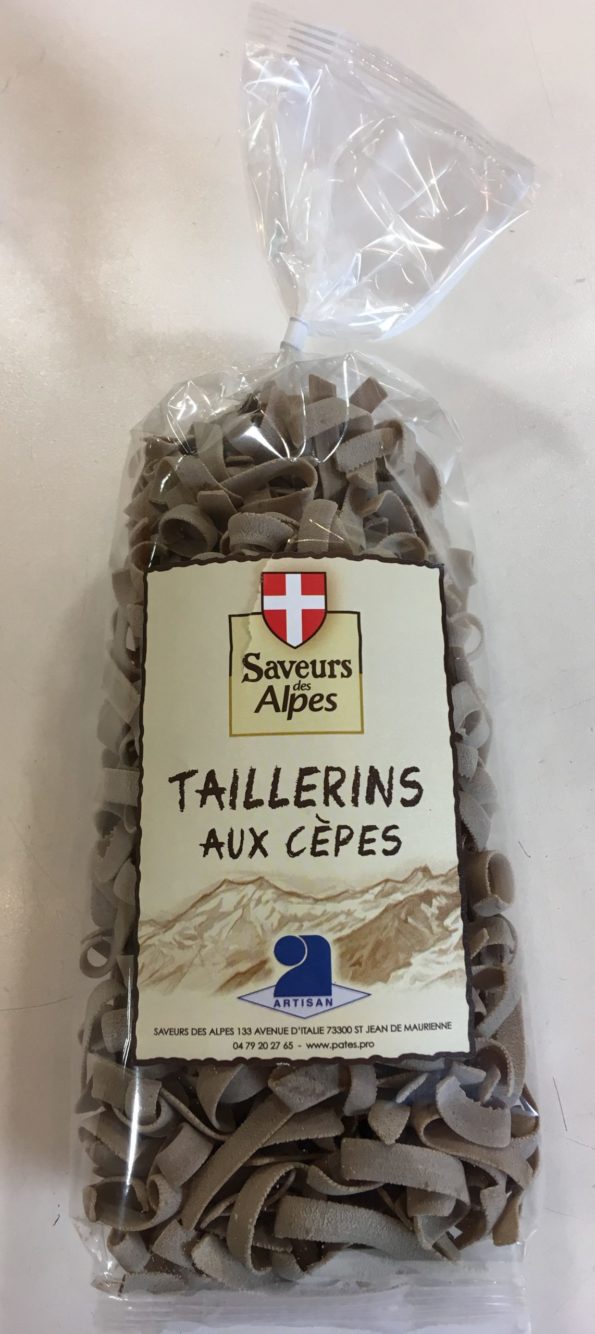 Saveurs
des
Alpes
TAILLERINS
AUX CÈPES
ARTISAN
SAVEURS DES ALPES 133 AVENUE D'ITALIE 73300 ST JEAN DE MAURIENNE
04 79 20 27 65 - www.pates.pro